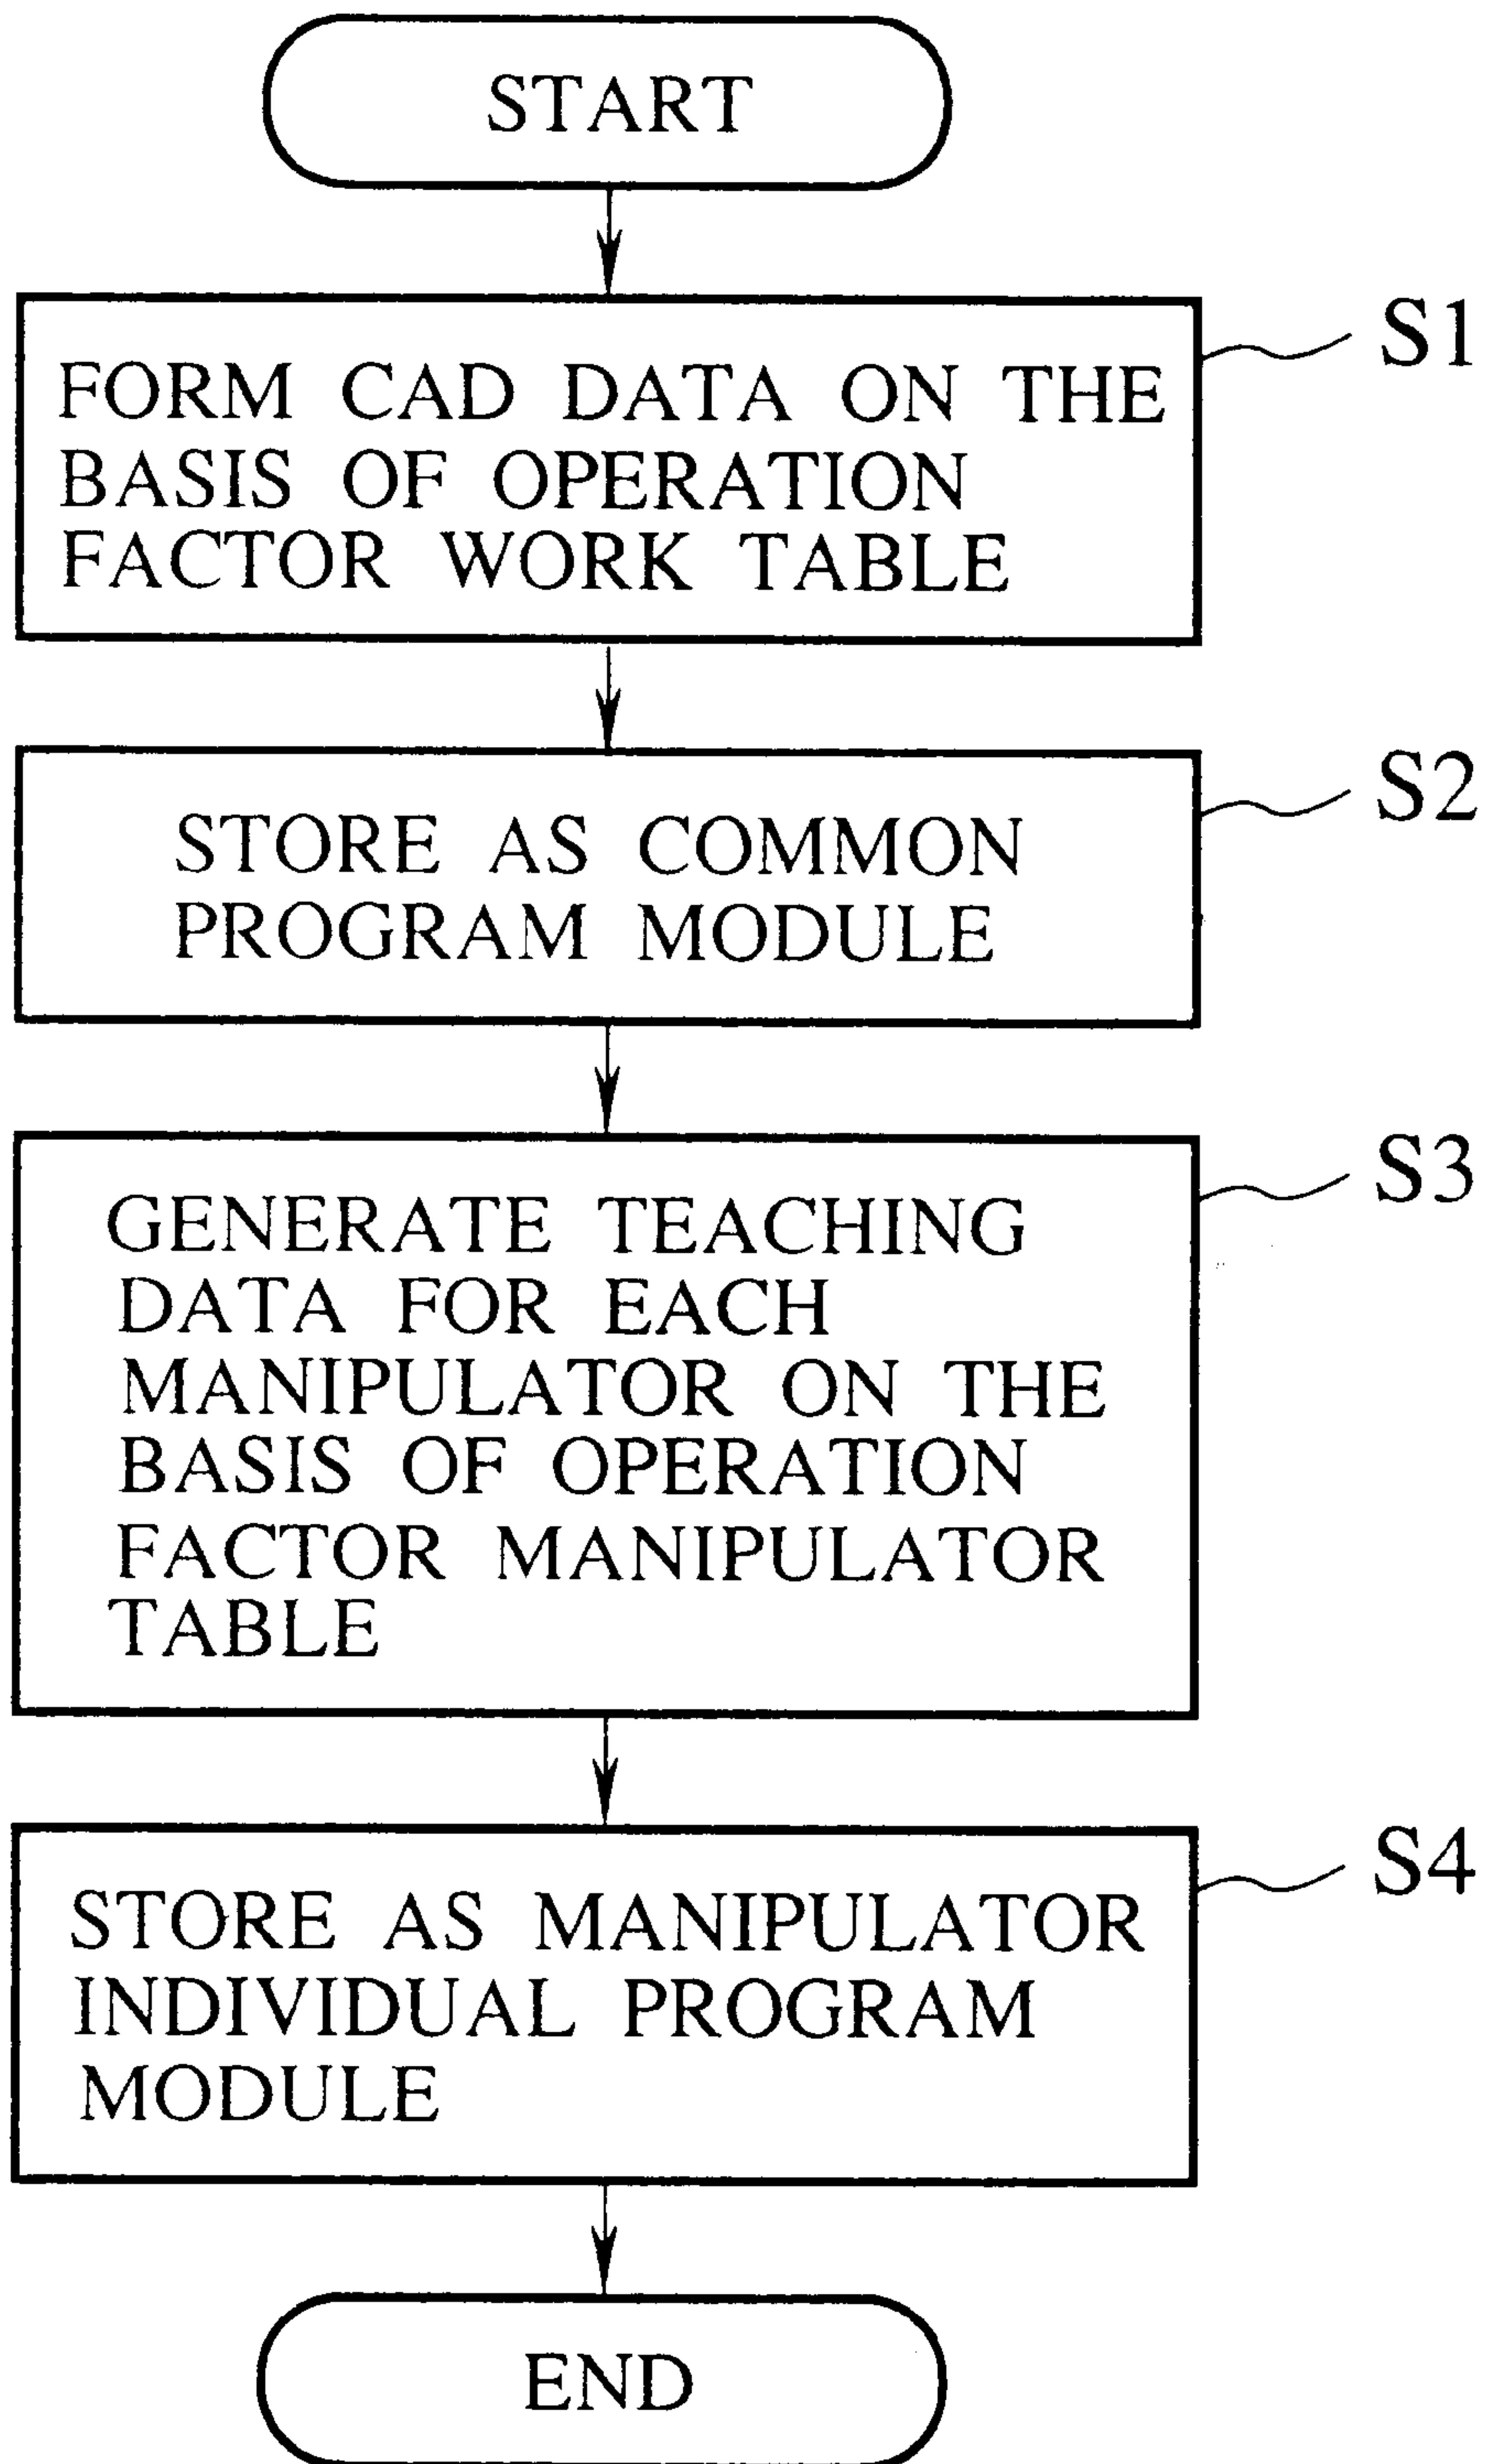 START
S1
FORM CAD DATA ON THE
BASIS OF OPERATION
FACTOR WORK TABLE
S2
STORE AS COMMON
PROGRAM MODULE
S3
GENERATE TEACHING
DATA FOR EACH
MANIPULATOR ON THE
BASIS OF OPERATION
FACTOR MANIPULATOR
TABLE
S4
STORE AS MANIPULATOR
INDIVIDUAL PROGRAM
MODULE
END